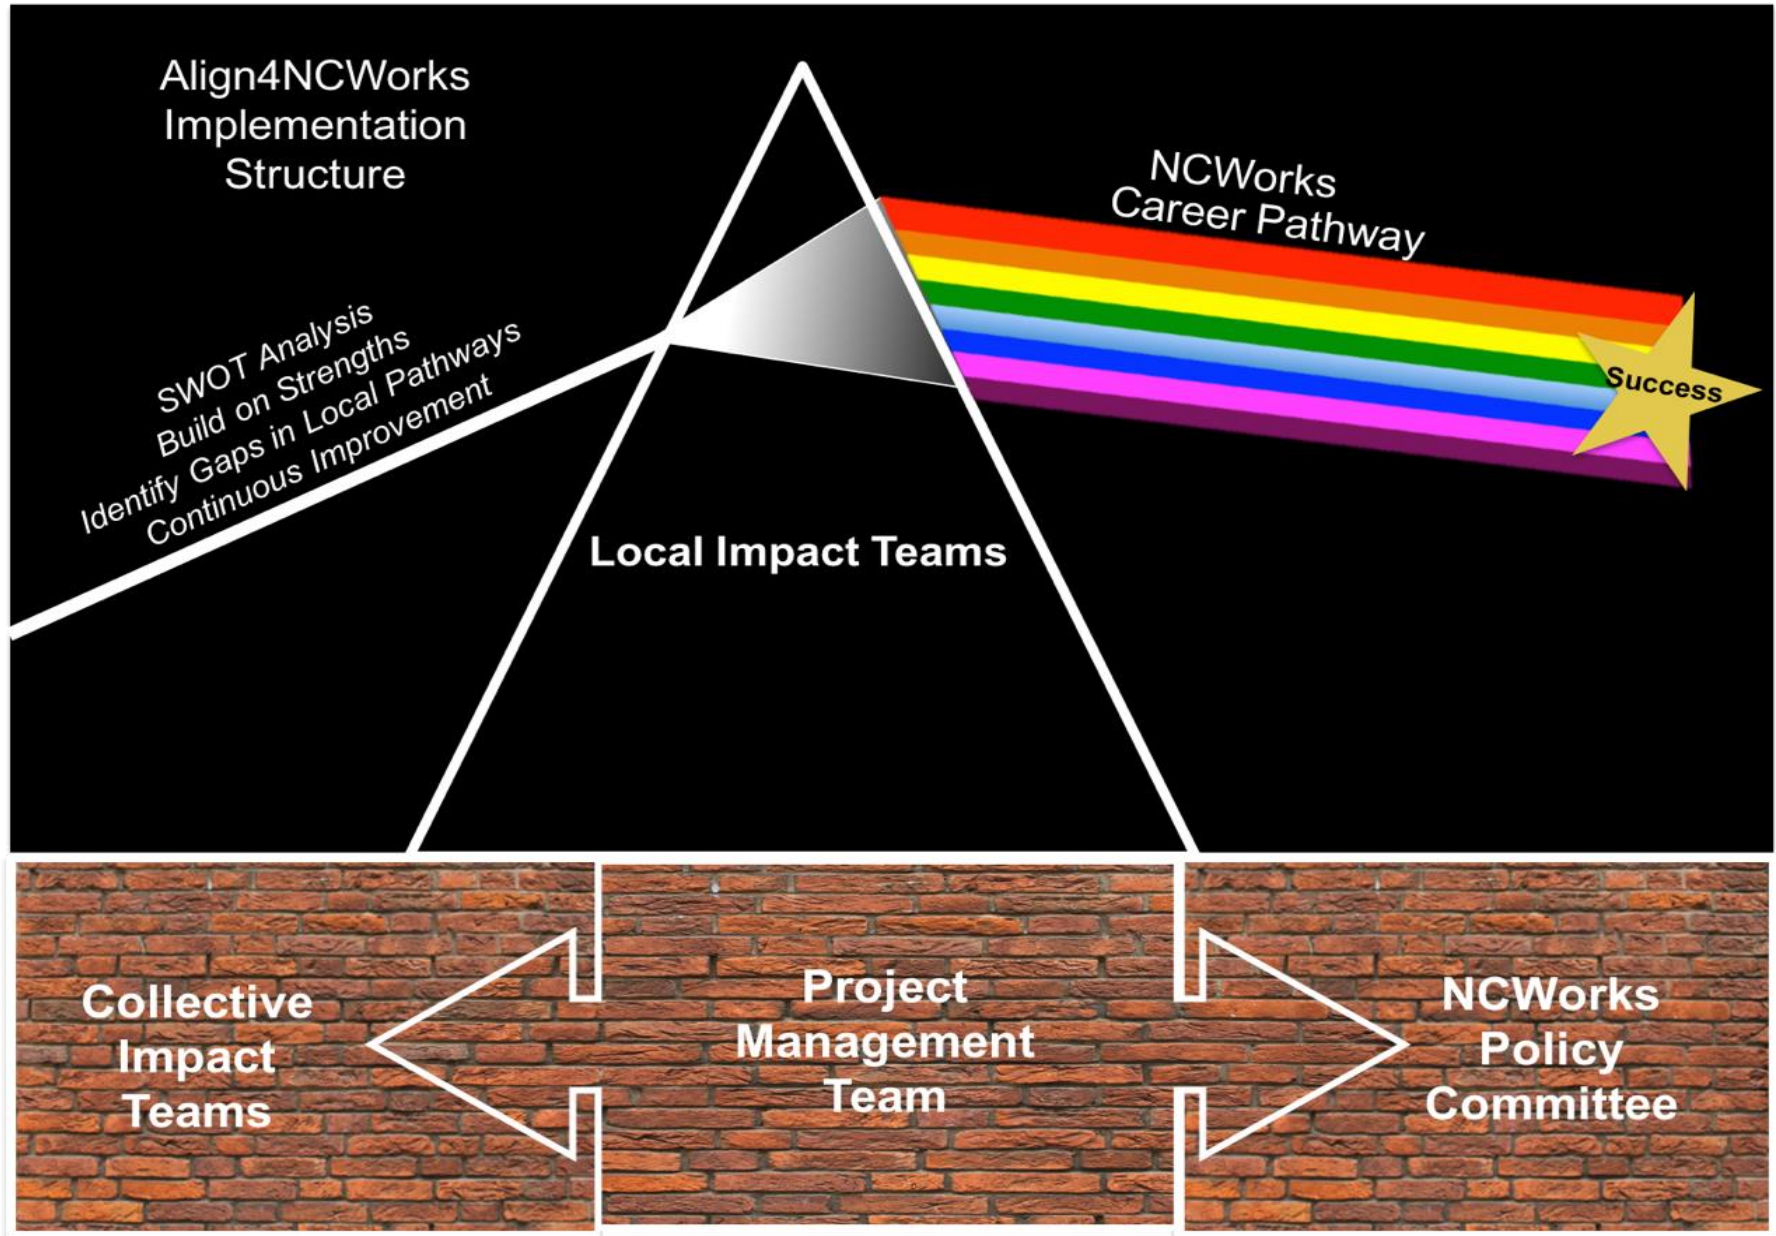 Align4NCWorks
Implementation
Structure
NCWorks
Career Pathway
SWOT Analysis
Build on Strengths
Identify Gaps in Local Pathways
Continuous Improvement
Success
Local Impact Teams
Collective
Impact
Teams
Project
Management
Team
NCWorks
Policy
Committee